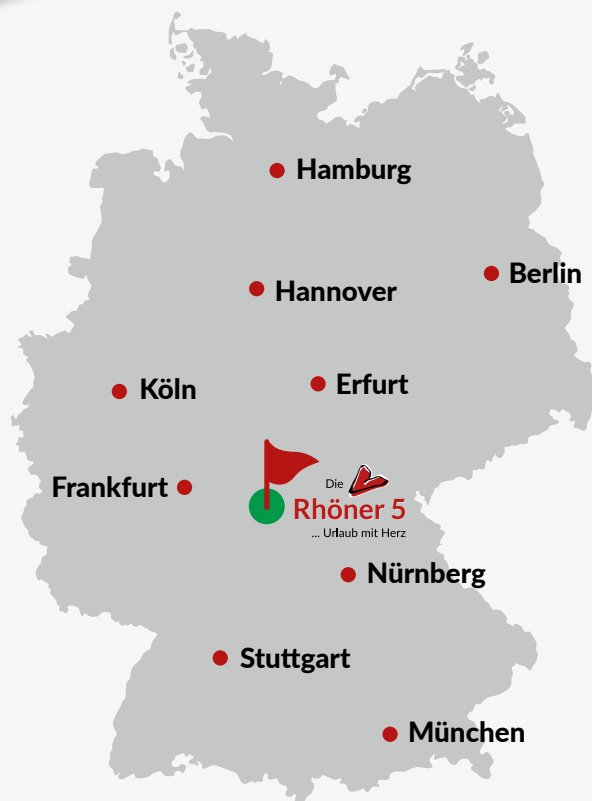 Hamburg
Berlin
Hannover
Erfurt
Köln
Frankfurt
Die
Rhöner 5
... Urlaub mit Herz
Nürnberg
Stuttgart
München